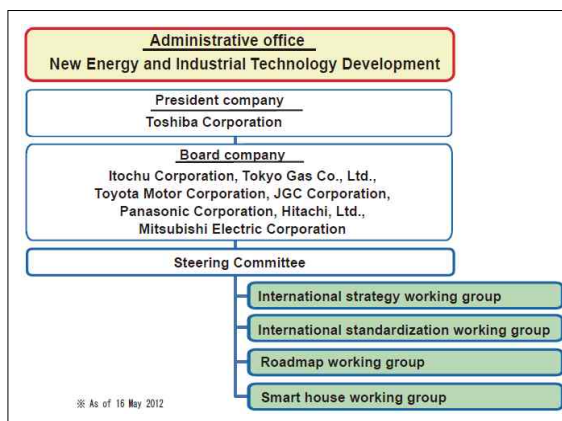 Administrative office
New Energy and Industrial Technology Development
President company
Toshiba Corporation
Board company
Itochu Corporation, Tokyo Gas Co., Ltd.,
Toyota Motor Corporation, JGC Corporation,
Panasonic Corporation, Hitachi, Ltd.,
Mitsubishi Electric Corporation
Steering Committee
International strategy working group
International standardization working group
Roadmap working group
Smart house working group
※ As of 16 May 2012